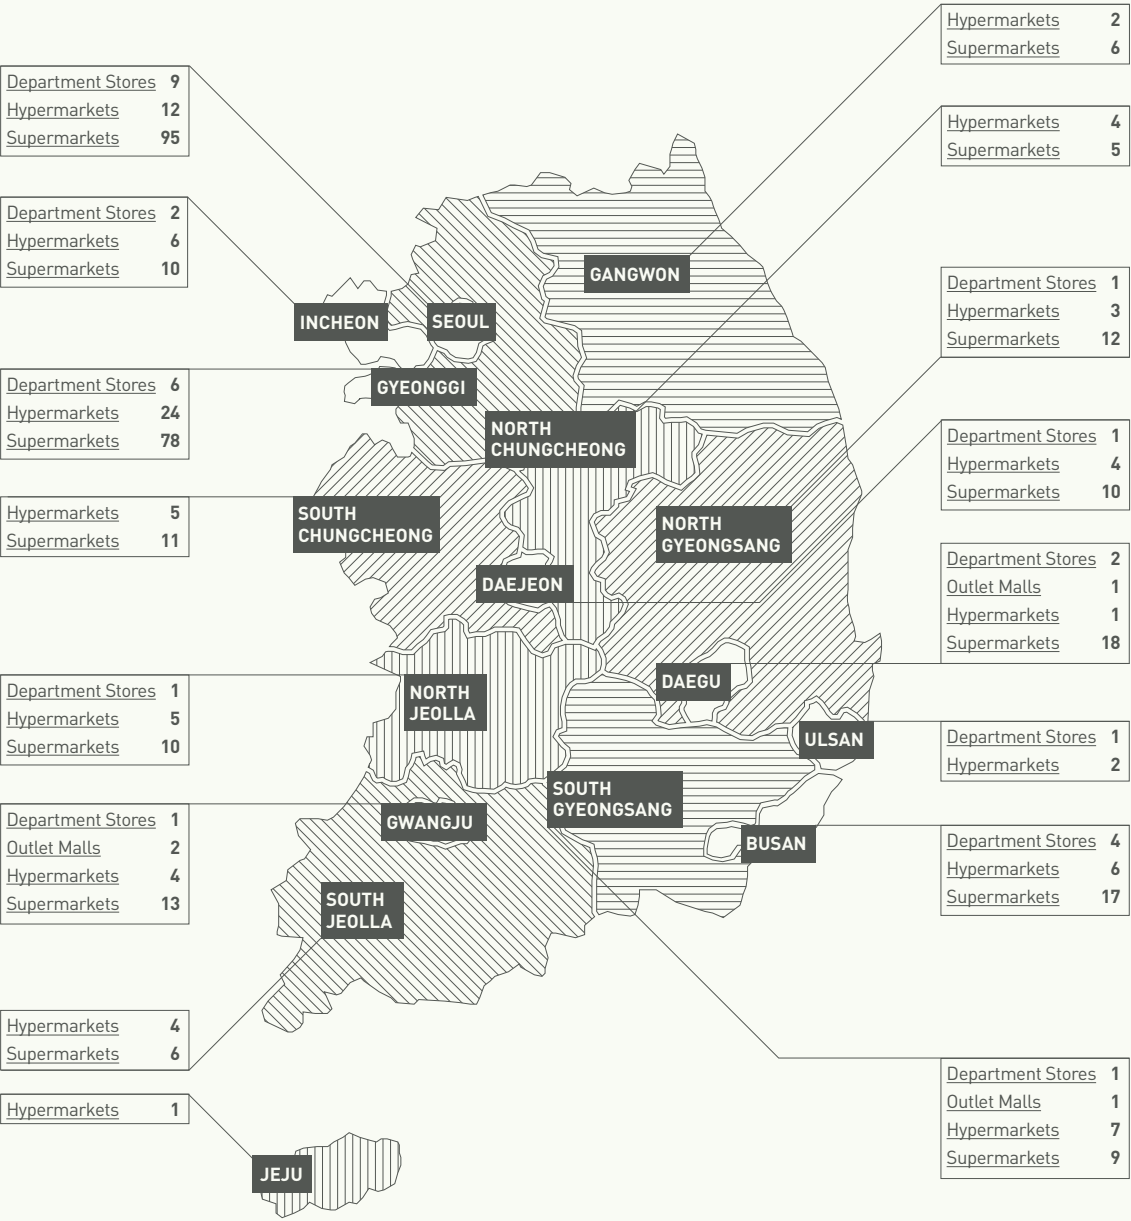 Department Stores 9
Hypermarkets 12
Supermarkets 95
Department Stores 2
Hypermarkets 6
Supermarkets 10
Department Stores 6
Hypermarkets 24
Supermarkets 78
Hypermarkets 5
Supermarkets 11
Department Stores 1
Hypermarkets 5
Supermarkets 10
Department Stores 1
Outlet Malls 2
Hypermarkets 4
Supermarkets 13
Hypermarkets 4
Supermarkets 6
Hypermarkets 1
GANGWON
INCHEON
SEOUL
GYEONGGI
NORTH
CHUNGCHEONG
SOUTH
CHUNGCHEONG
NORTH
GYEONGSANG
DAEJEON
DAEGU
NORTH
JEOLLA
ULSAN
SOUTH
GYEONGSANG
GWANGJU
BUSAN
SOUTH
JEOLLA
JEJU
Hypermarkets 2
Supermarkets 6
Hypermarkets 4
Supermarkets 5
Department Stores 1
Hypermarkets 3
Supermarkets 12
Department Stores 1
Hypermarkets 4
Supermarkets 10
Department Stores 2
Outlet Malls 1
Hypermarkets 1
Supermarkets 18
Department Stores 1
Hypermarkets 2
Department Stores 4
Hypermarkets 6
Supermarkets 17
Department Stores 1
Outlet Malls 1
Hypermarkets 7
Supermarkets 9